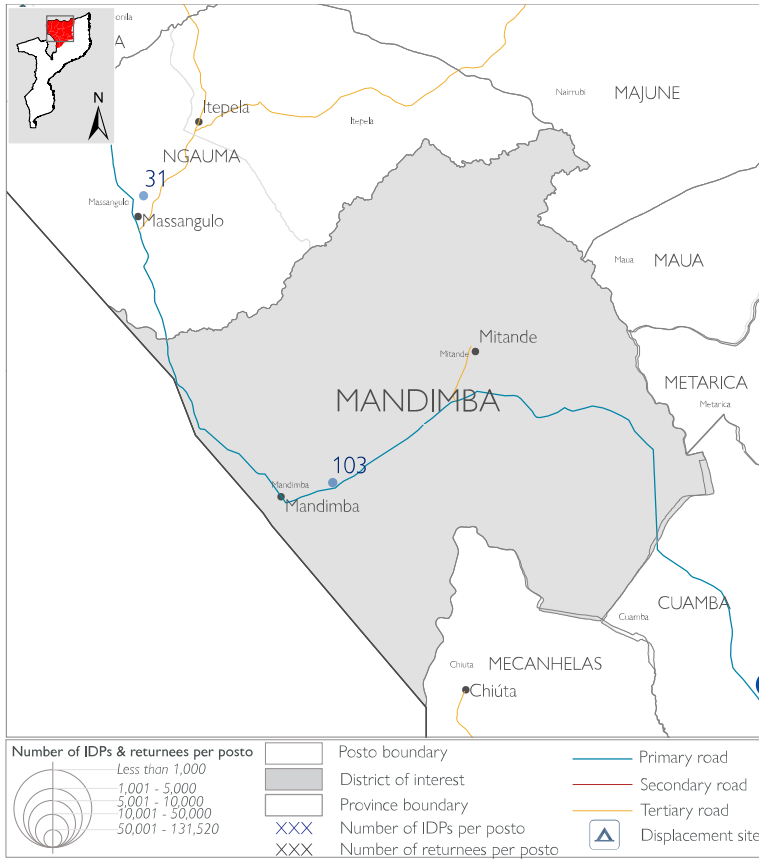 onila
A
N
Itepela
Itepela
Nairrubi
MAJUNE
NGAUMA
31
Massangulo
Massangulo
Maua
MAUA
Mitande
Mitande
METARICA
Metarica
MANDIMBA
103
Mandimba
Mandimba
CUAMBA
Cuamba
Chiuta
MECANHELAS
Chiúta
Number of IDPs & returnees per posto
Less than 1,000
1,001 - 5,000
5,001 - 10,000
10,001 - 50,000
50,001 - 131,520
Posto boundary
District of interest
Province boundary
XXX Number of IDPs per posto
XXX Number of returnees per posto
Primary road
Secondary road
Tertiary road
Displacement site